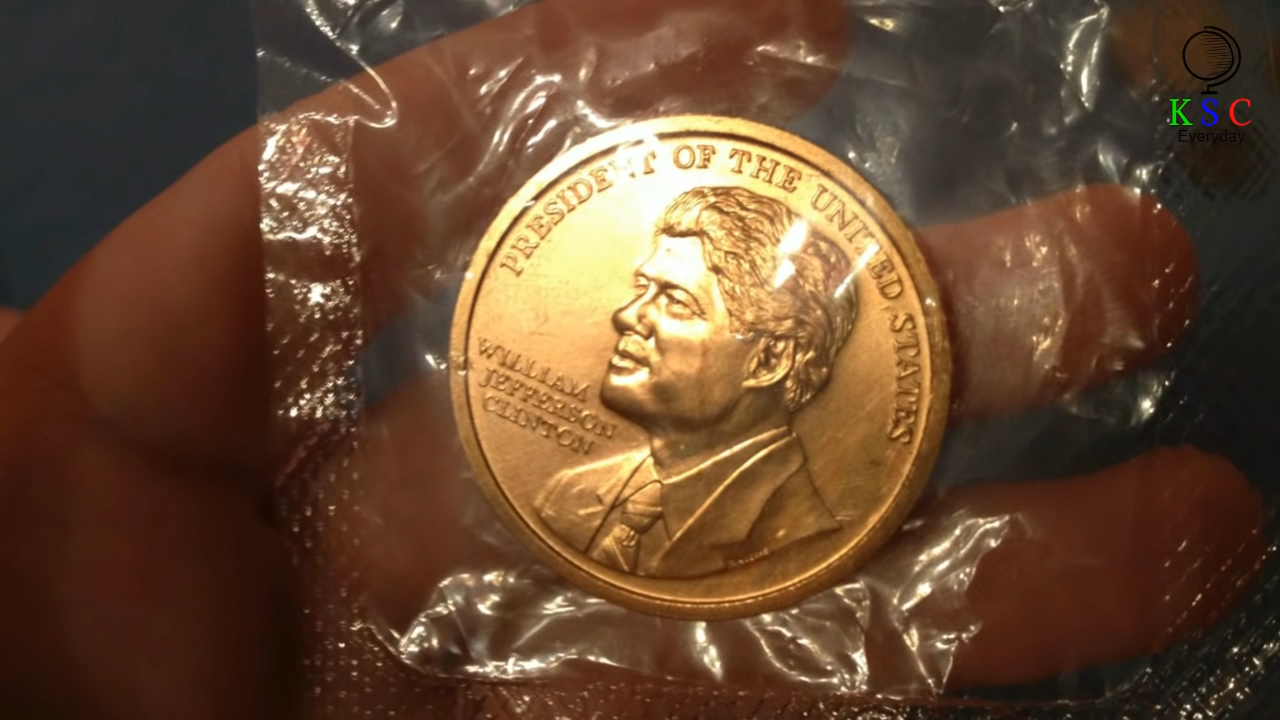 PRESIDENT OF THE UNITED STATES
WILLIAM
JEFFERSON
CLINTON
K S C
Everyday